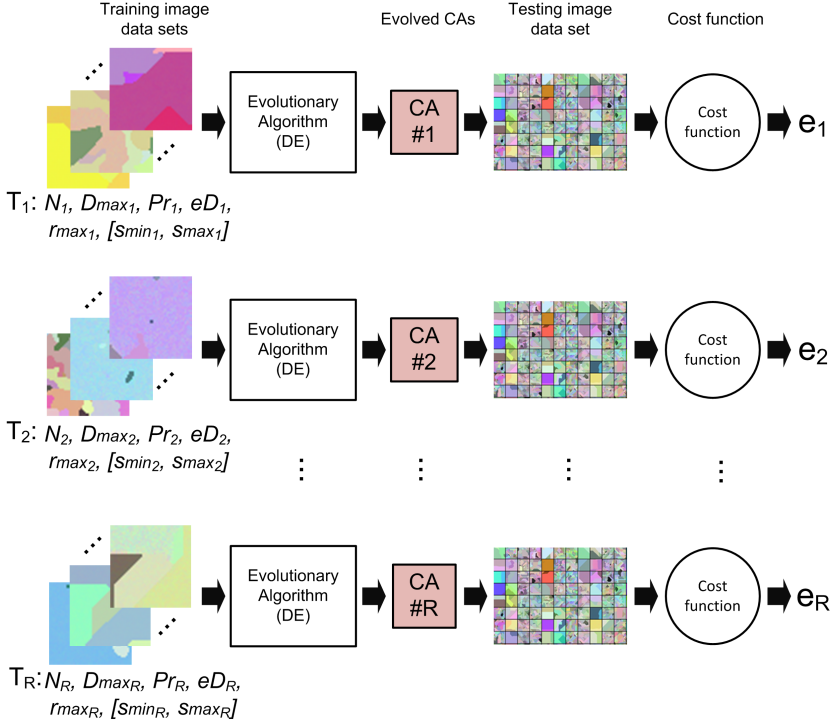 Training image
data sets
Evolved CAs
Testing image
data set
Cost function
Evolutionary
Algorithm
(DE)
CA
#1
Cost
function
e1
T1: N1, Dmax1, Pr1, eD1,
rmax1, [smin1, smax1]
Evolutionary
Algorithm
(DE)
CA
#2
Cost
function
e2
T2: N2, Dmax2, Pr2, eD2,
rmax2, [smin2, smax2]
Evolutionary
Algorithm
(DE)
CA
#R
Cost
function
eR
TR: NR, DmaxR, PrR, eDR,
rmaxR, [sminR, smaxR]